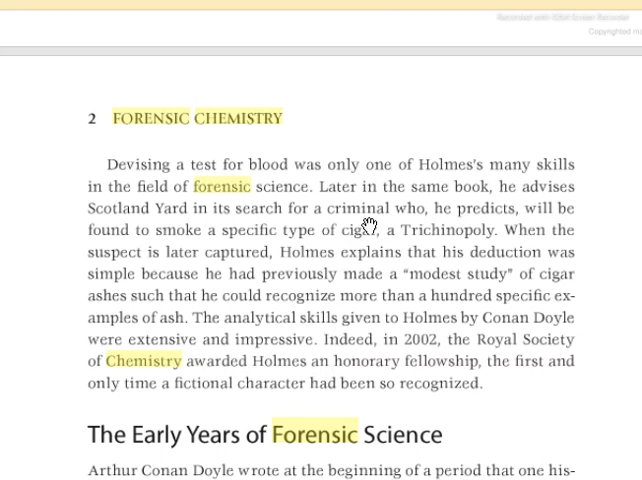 Recorded with iTop Screen Recorder
Copyrighted
2 FORENSIC CHEMISTRY
Devising a test for blood was only one of Holmes's many skills
in the field of forensic science. Later in the same book, he advises
Scotland Yard in its search for a criminal who, he predicts, will be
found to smoke a specific type of cigar, a Trichinopoly. When the
suspect is later captured, Holmes explains that his deduction was
simple because he had previously made a “modest study” of cigar
ashes such that he could recognize more than a hundred specific ex-
amples of ash. The analytical skills given to Holmes by Conan Doyle
were extensive and impressive. Indeed, in 2002, the Royal Society
of Chemistry awarded Holmes an honorary fellowship, the first and
only time a fictional character had been so recognized.
The Early Years of Forensic Science
Arthur Conan Doyle wrote at the beginning of a period that one his-